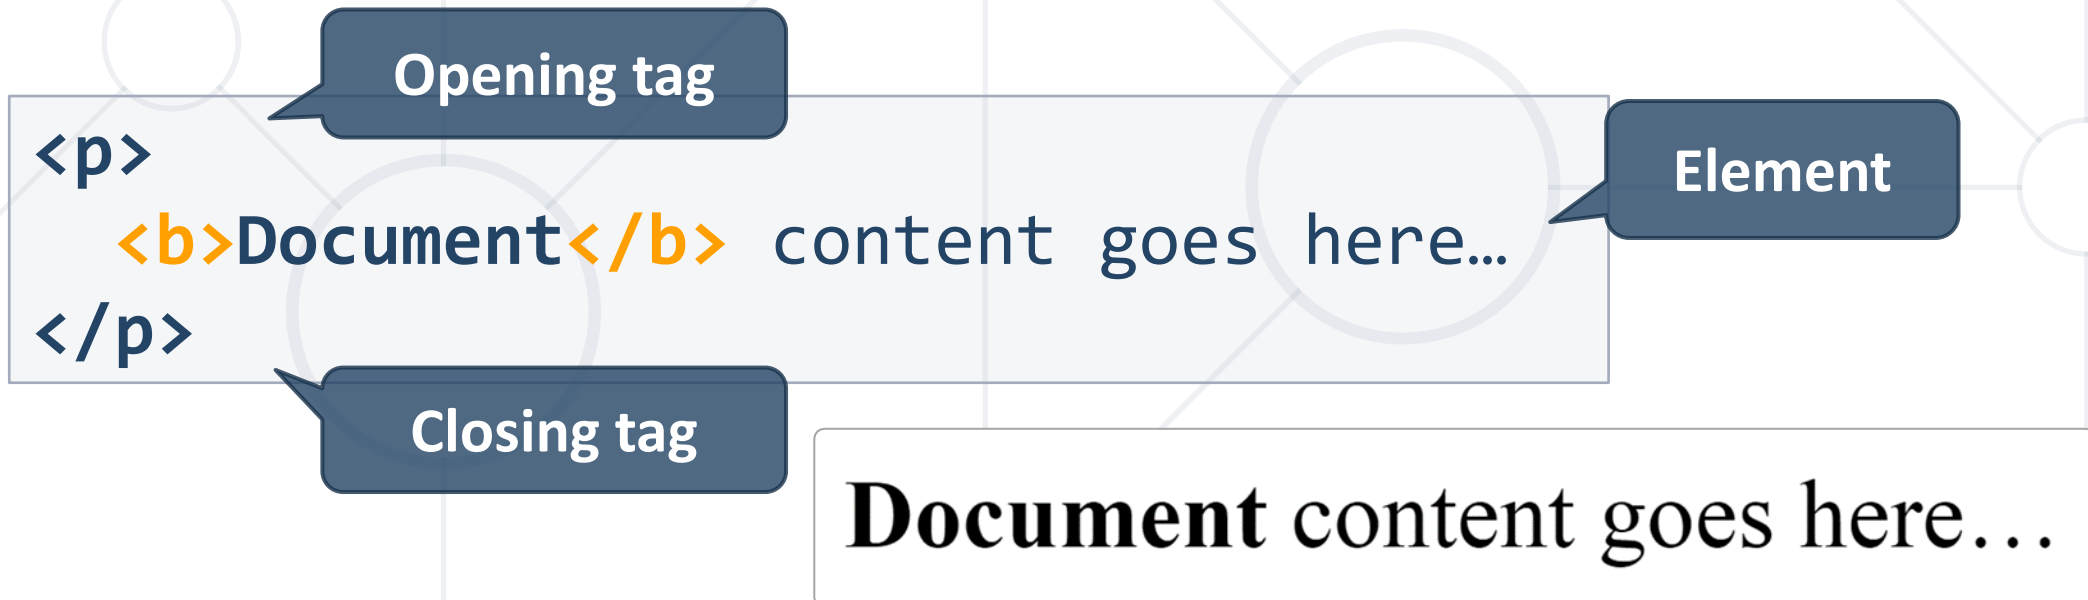 Opening tag
<p>
Element
<b>Document</b> content goes here…
</p>
Closing tag
Document content goes here…